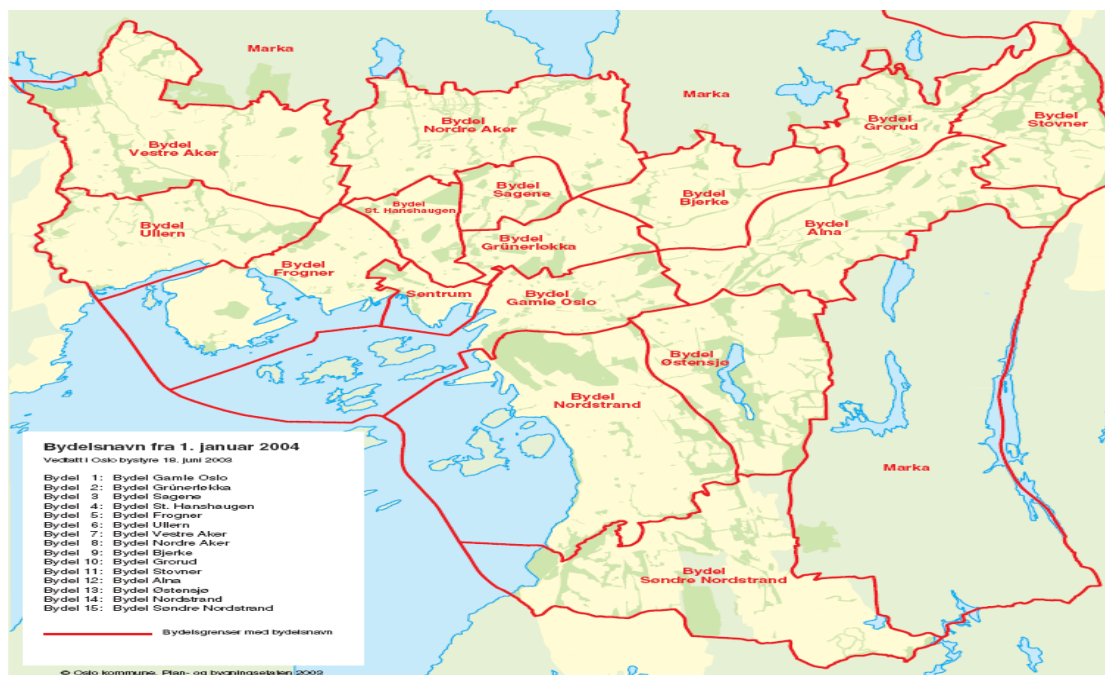 Marka
Marka
Bydel
Grorud
Bydel
Stovner
Bydel
Nordre Aker
Bydel
Vestre Aker
Bydel
Sagene
Bydel
Bjerke
Bydel
St. Hanshaugen
Bydel
Ullern
Bydel
Alna
Bydel
Grünerløkka
Bydel
Frogner
Sentrum
Bydel
Gamle Oslo
Bydel
Østensjø
Bydel
Nordstrand
Marka
Bydel
Søndre Nordstrand
Bydelsnavn fra 1. januar 2004
Vedtatt i Oslo bystyre 18. juni 2003
Bydel 1: Bydel Gamle Oslo
Bydel 2: Bydel Grünerløkka
Bydel 3: Bydel Sagene
Bydel 4: Bydel St. Hanshaugen
Bydel 5: Bydel Frogner
Bydel 6: Bydel Ullern
Bydel 7: Bydel Vestre Aker
Bydel 8: Bydel Nordre Aker
Bydel 9: Bydel Bjerke
Bydel 10: Bydel Grorud
Bydel 11: Bydel Stovner
Bydel 12: Bydel Alna
Bydel 13: Bydel Østensjø
Bydel 14: Bydel Nordstrand
Bydel 15: Bydel Søndre Nordstrand
Bydelsgrenser med bydelsnavn
© Oslo kommune, Plan- og bygningsetaten 2003